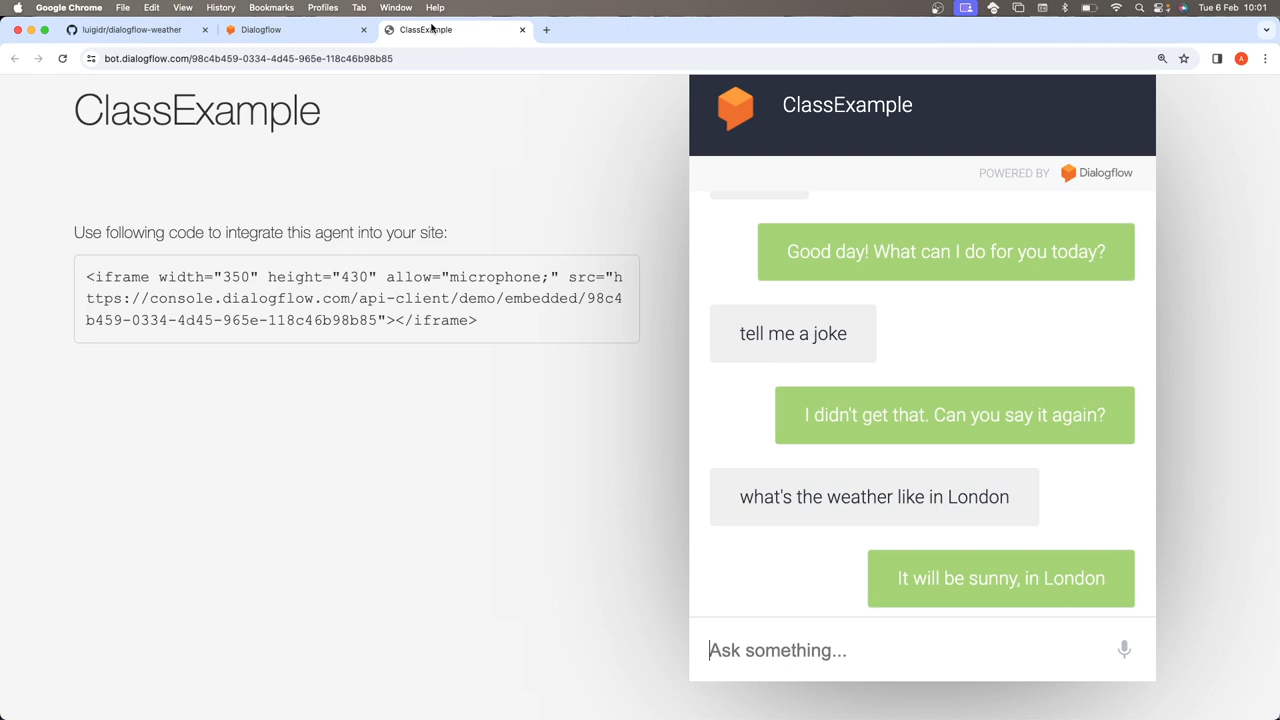 Google Chrome File Edit View History Bookmarks Profiles Tab Window Help
Tue 6 Feb 10:01
luigidr/dialogflow-weather
Dialogflow
ClassExample
bot.dialogflow.com/98c4b459-0334-4d45-965e-118c46b98b85
A
ClassExample
Use following code to integrate this agent into your site:
<iframe width="350" height="430" allow="microphone;" src="h
ttps://console.dialogflow.com/api-client/demo/embedded/98c4
b459-0334-4d45-965e-118c46b98b85"></iframe>
ClassExample
POWERED BY Dialogflow
Good day! What can I do for you today?
tell me a joke
I didn't get that. Can you say it again?
what's the weather like in London
It will be sunny, in London
Ask something...